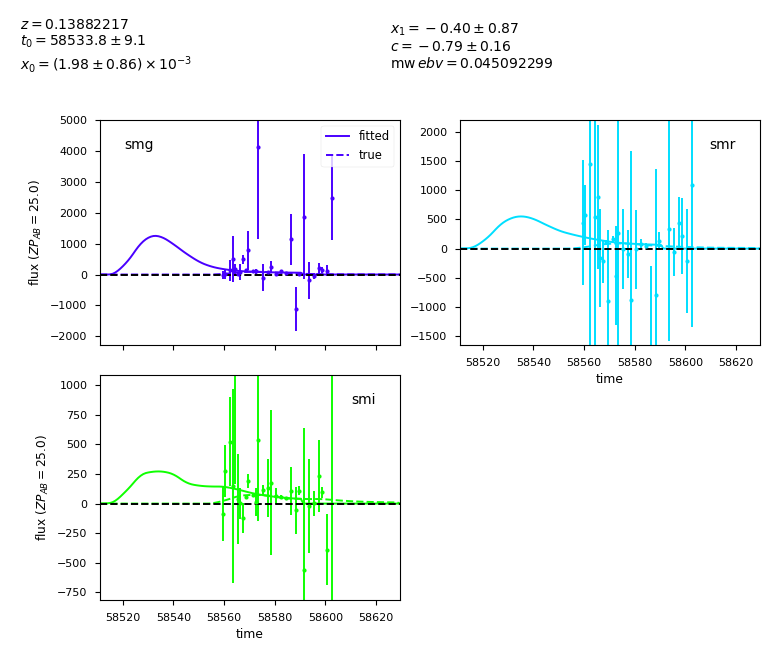 z = 0.13882217
t₀ = 58533.8 ± 9.1
x₀ = (1.98 ± 0.86) × 10⁻³
x₁ = −0.40 ± 0.87
c = −0.79 ± 0.16
mw ebv = 0.045092299
smg
fitted
true
5000
4000
3000
2000
1000
0
−1000
−2000
flux (ZP_AB = 25.0)
smr
2000
1500
1000
500
0
−500
−1000
−1500
58520 58540 58560 58580 58600 58620
time
smi
1000
750
500
250
0
−250
−500
−750
flux (ZP_AB = 25.0)
58520 58540 58560 58580 58600 58620
time